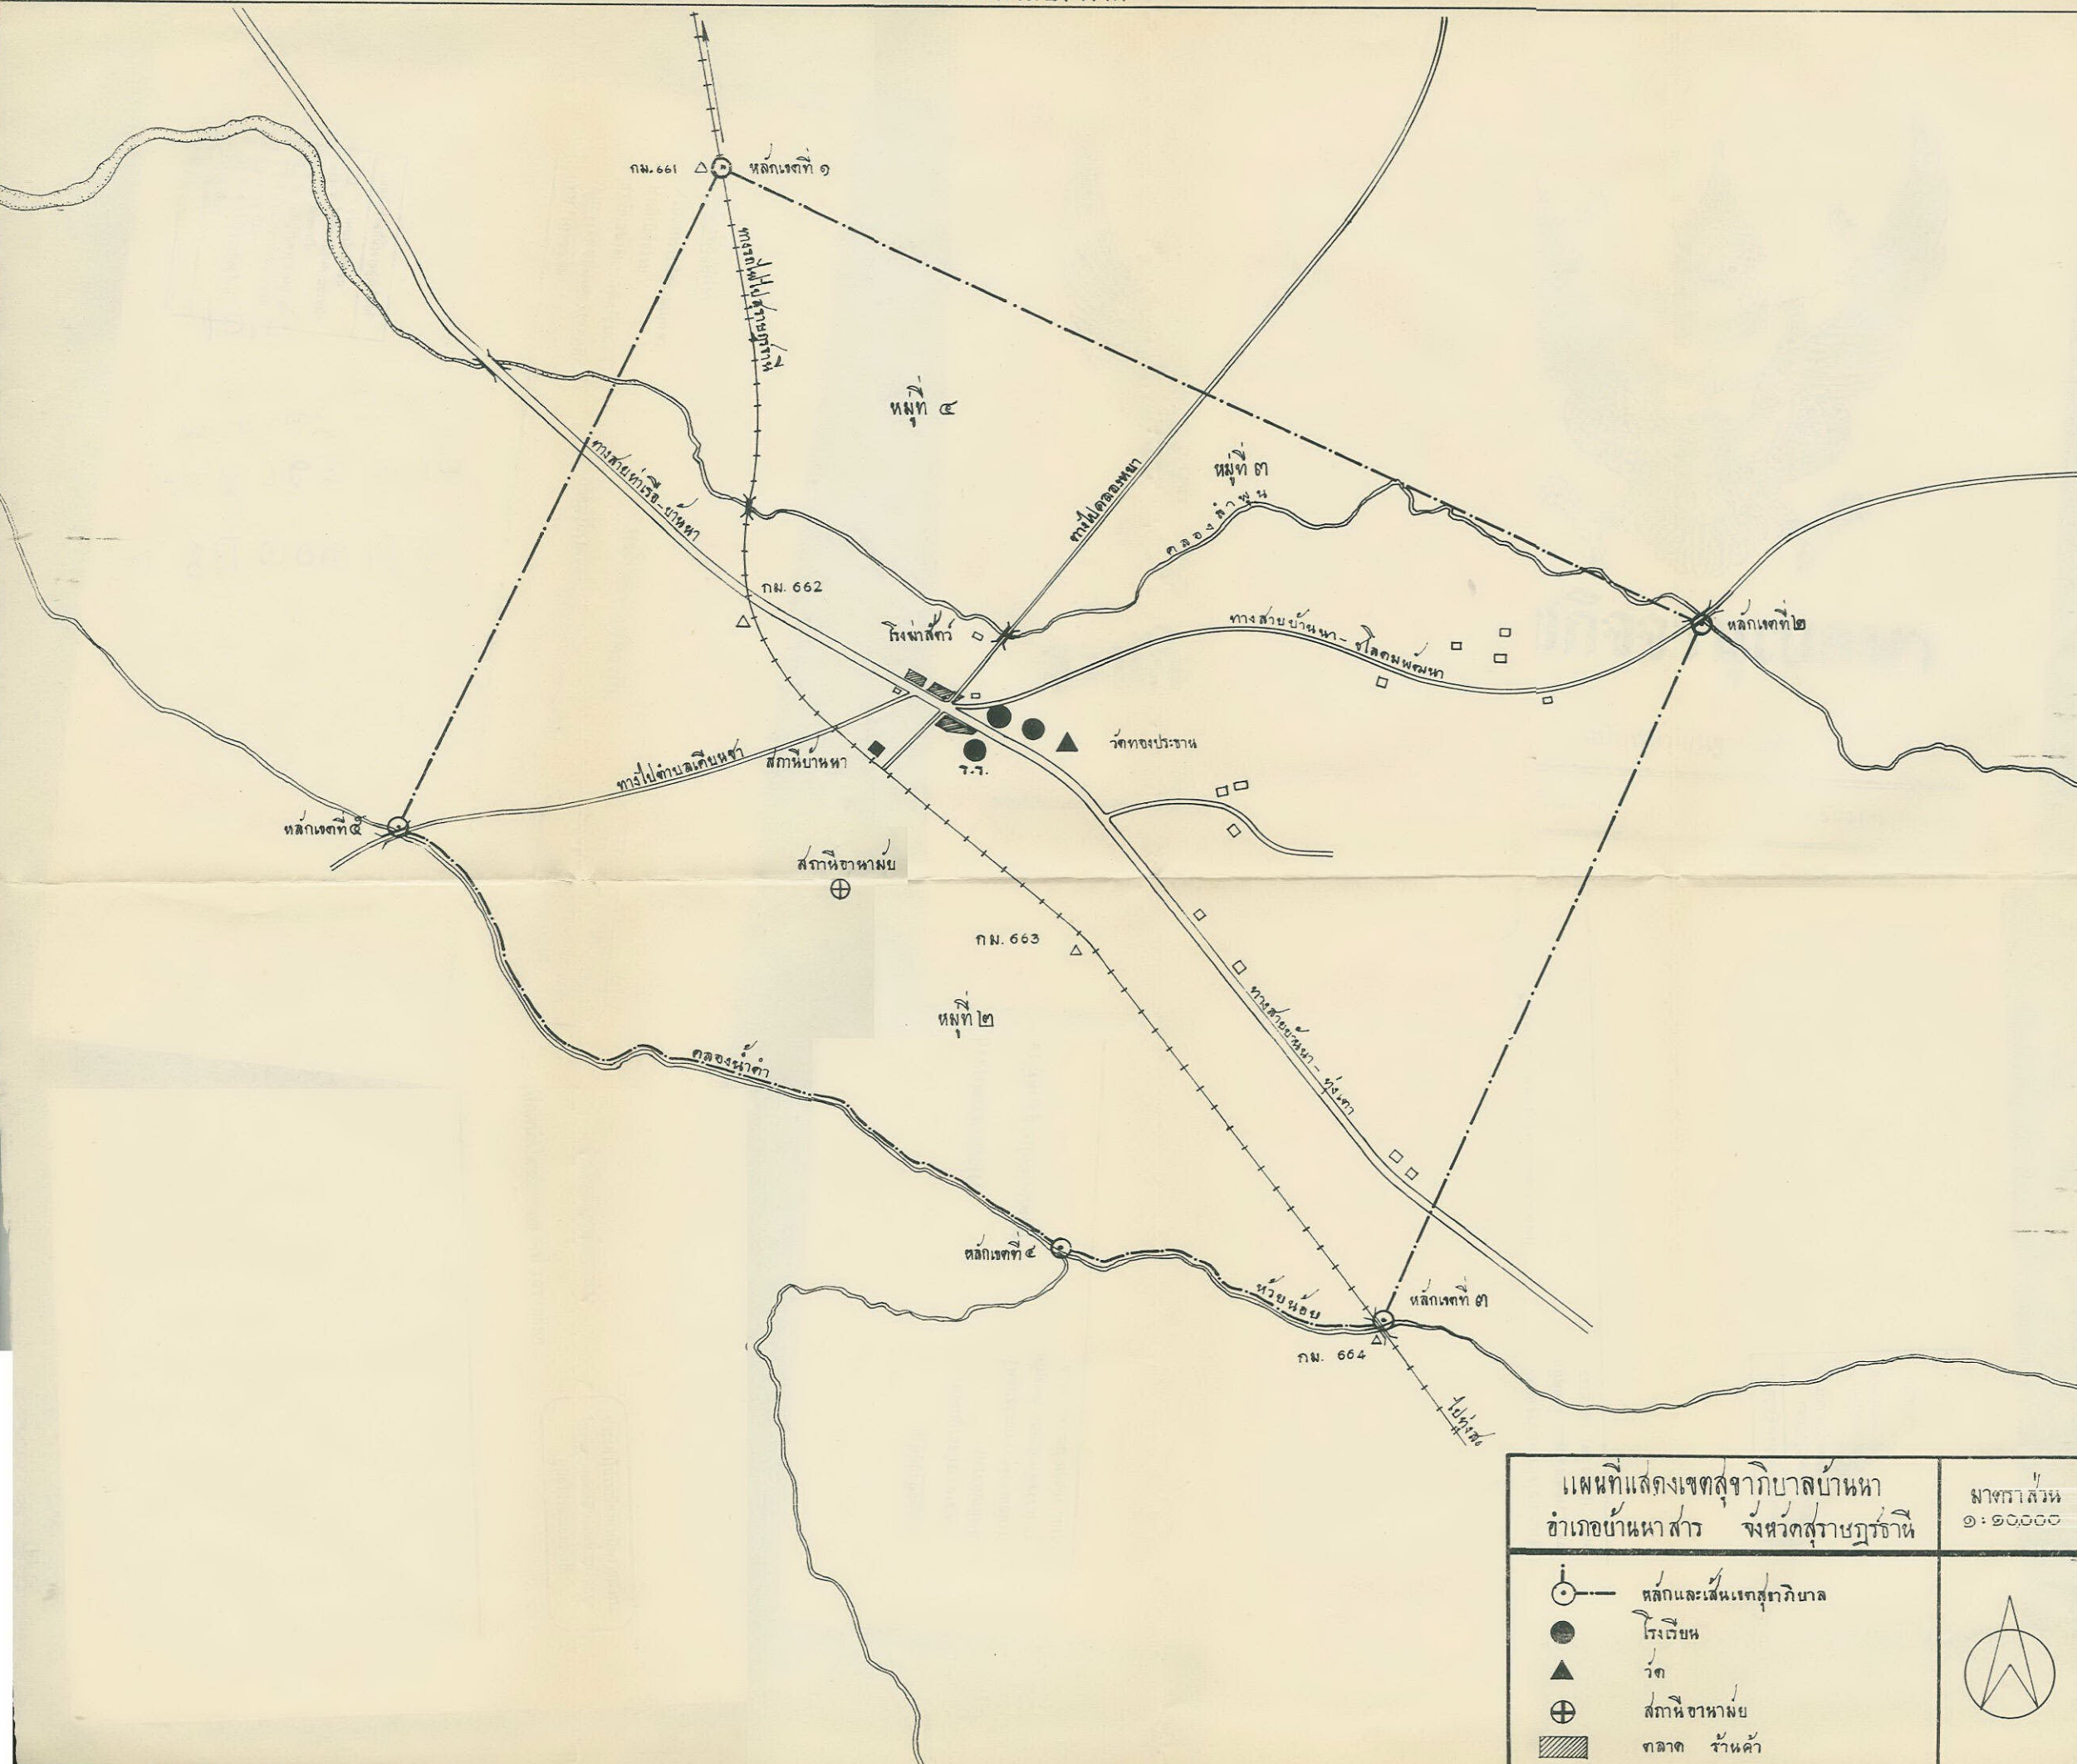 กม. 661
หลักเขตที่ ๑
ทางรถไฟไปสุราษฎร์ธานี
หมู่ที่ ๔
ทางสายท่าเรือ - บ้านนา
ทางไปคลองหยา
หมู่ที่ ๓
คลองลำพูน
กม. 662
โรงฆ่าสัตว์
ทางสายบ้านนา -
หลักเขตที่ ๒
วัดทองประธาน
สถานีบ้านนา
ร.ร.
ทางไปตำบลเคียนซา
หลักเขตที่ ๕
สถานีอนามัย
กม. 663
หมู่ที่ ๒
ทางสายบ้านนา - ทุ่งเตา
คลองน้ำดำ
หลักเขตที่ ๔
ห้วยน้อย
หลักเขตที่ ๓
กม. 664
ไปทุ่งสง
แผนที่แสดงเขตสุขาภิบาลบ้านนา
อำเภอบ้านนาสาร จังหวัดสุราษฎร์ธานี
มาตราส่วน
๑:๑๐,๐๐๐
หลักและเส้นเขตสุขาภิบาล
โรงเรียน
วัด
สถานีอนามัย
ตลาด ร้านค้า